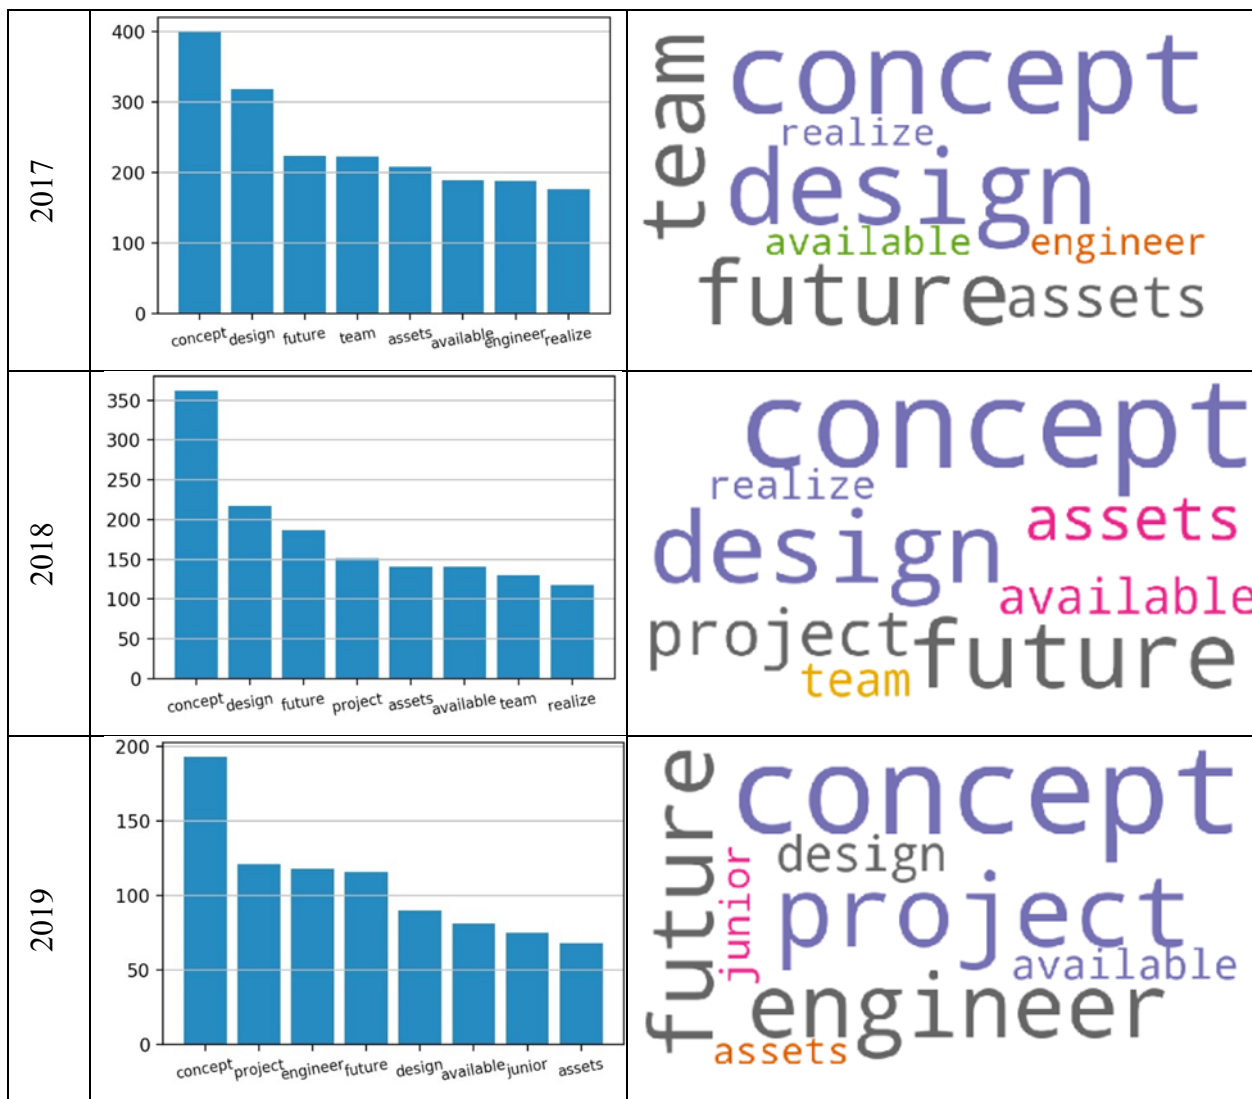 2017
400
300
200
100
0
concept design future team assets available engineer realize
team
concept
realize
design
available engineer
future assets
2018
350
300
250
200
150
100
50
0
concept design future project assets available team realize
concept
realize
assets
design
available
project future
team
2019
200
150
100
50
0
concept project engineer future design available junior assets
future
concept
design
junior
project
available
engineer
assets